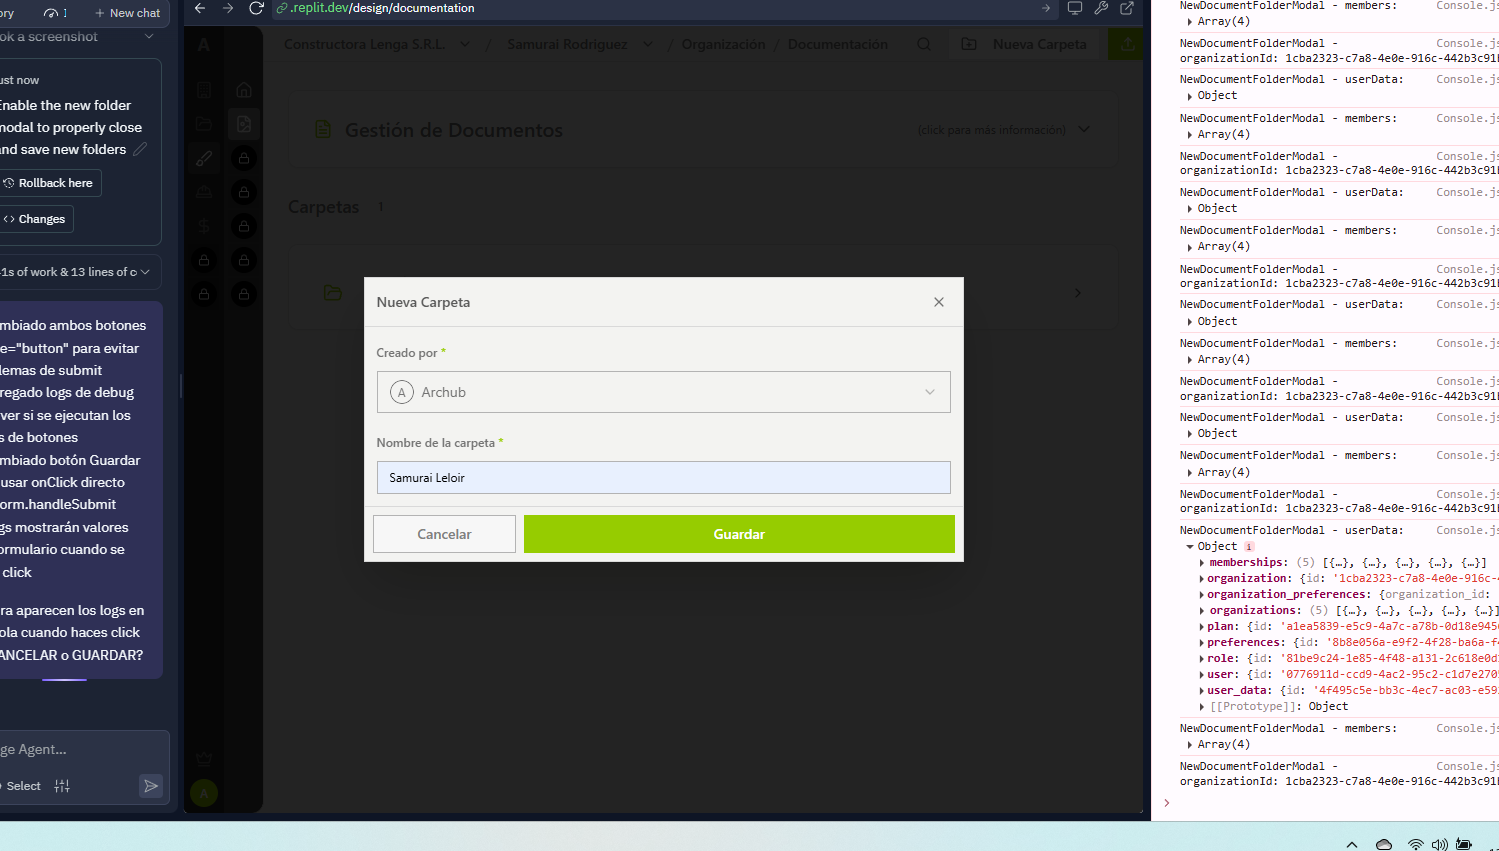 ory
1
+ New chat
ok a screenshot
ust now
Enable the new folder
modal to properly close
and save new folders
Rollback here
<> Changes
1s of work & 13 lines of c
mbiado ambos botones
e="button" para evitar
lemas de submit
regado logs de debug
ver si se ejecutan los
s de botones
mbiado botón Guardar
usar onClick directo
orm.handleSubmit
gs mostrarán valores
ormulario cuando se
click
ra aparecen los logs en
ola cuando haces click
ANCELAR o GUARDAR?
ge Agent...
Select
.replit.dev/design/documentation
A
Constructora Lenga S.R.L.
/
Samurai Rodríguez
/ Organización / Documentación
Nueva Carpeta
Gestión de Documentos
(click para más información)
Carpetas 1
Nueva Carpeta
Creado por *
A Archub
Nombre de la carpeta *
Samurai Leloir
Cancelar
Guardar
A
NewDocumentFolderModal - members: Console.js
Array(4)
NewDocumentFolderModal - Console.js
organizationId: 1cba2323-c7a8-4e0e-916c-442b3c91
NewDocumentFolderModal - userData: Console.js
Object
NewDocumentFolderModal - members: Console.js
Array(4)
NewDocumentFolderModal - Console.js
organizationId: 1cba2323-c7a8-4e0e-916c-442b3c91
NewDocumentFolderModal - userData: Console.js
Object
NewDocumentFolderModal - members: Console.js
Array(4)
NewDocumentFolderModal - Console.js
organizationId: 1cba2323-c7a8-4e0e-916c-442b3c91
NewDocumentFolderModal - userData: Console.js
Object
NewDocumentFolderModal - members: Console.js
Array(4)
NewDocumentFolderModal - Console.js
organizationId: 1cba2323-c7a8-4e0e-916c-442b3c91
NewDocumentFolderModal - userData: Console.js
Object
NewDocumentFolderModal - members: Console.js
Array(4)
NewDocumentFolderModal - Console.js
organizationId: 1cba2323-c7a8-4e0e-916c-442b3c91
NewDocumentFolderModal - userData: Console.js
Object i
memberships: (5) [{…}, {…}, {…}, {…}, {…}]
organization: {id: '1cba2323-c7a8-4e0e-916c-
organization_preferences: {organization_id:
organizations: (5) [{…}, {…}, {…}, {…}, {…}]
plan: {id: 'a1ea5839-e5c9-4a7c-a78b-0d18e945
preferences: {id: '8b8e056a-e9f2-4f28-ba6a-f
role: {id: '81be9c24-1e85-4f48-a131-2c618e0d
user: {id: '0776911d-ccd9-4ac2-95c2-c1d7e270
user_data: {id: '4f495c5e-bb3c-4ec7-ac03-e59
[[Prototype]]: Object
NewDocumentFolderModal - members: Console.js
Array(4)
NewDocumentFolderModal - Console.js
organizationId: 1cba2323-c7a8-4e0e-916c-442b3c91